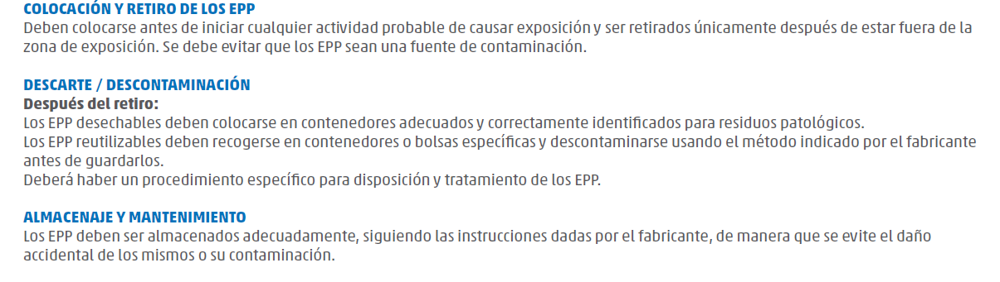 COLOCACIÓN Y RETIRO DE LOS EPP
Deben colocarse antes de iniciar cualquier actividad probable de causar exposición y ser retirados únicamente después de estar fuera de la
zona de exposición. Se debe evitar que los EPP sean una fuente de contaminación.
DESCARTE / DESCONTAMINACIÓN
Después del retiro:
Los EPP desechables deben colocarse en contenedores adecuados y correctamente identificados para residuos patológicos.
Los EPP reutilizables deben recogerse en contenedores o bolsas específicas y descontaminarse usando el método indicado por el fabricante
antes de guardarlos.
Deberá haber un procedimiento específico para disposición y tratamiento de los EPP.
ALMACENAJE Y MANTENIMIENTO
Los EPP deben ser almacenados adecuadamente, siguiendo las instrucciones dadas por el fabricante, de manera que se evite el daño
accidental de los mismos o su contaminación.